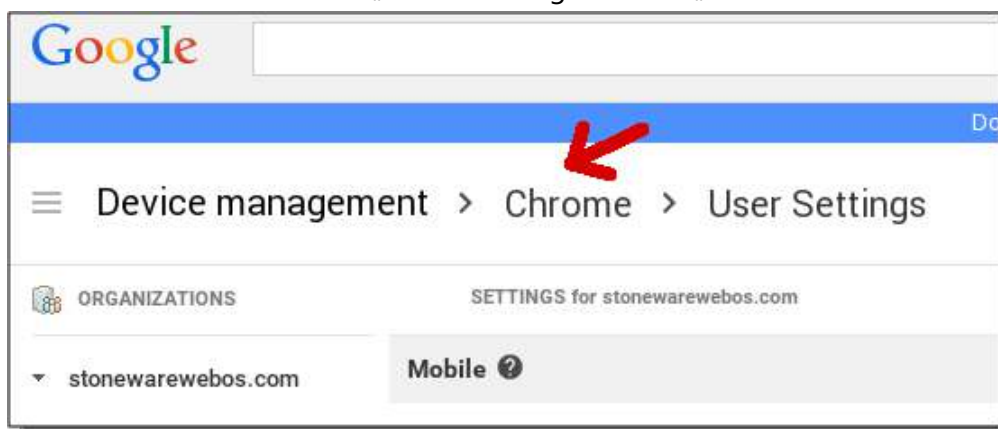 Google
Do
Device management > Chrome > User Settings
ORGANIZATIONS
SETTINGS for stonewarewebos.com
stonewarewebos.com
Mobile ?